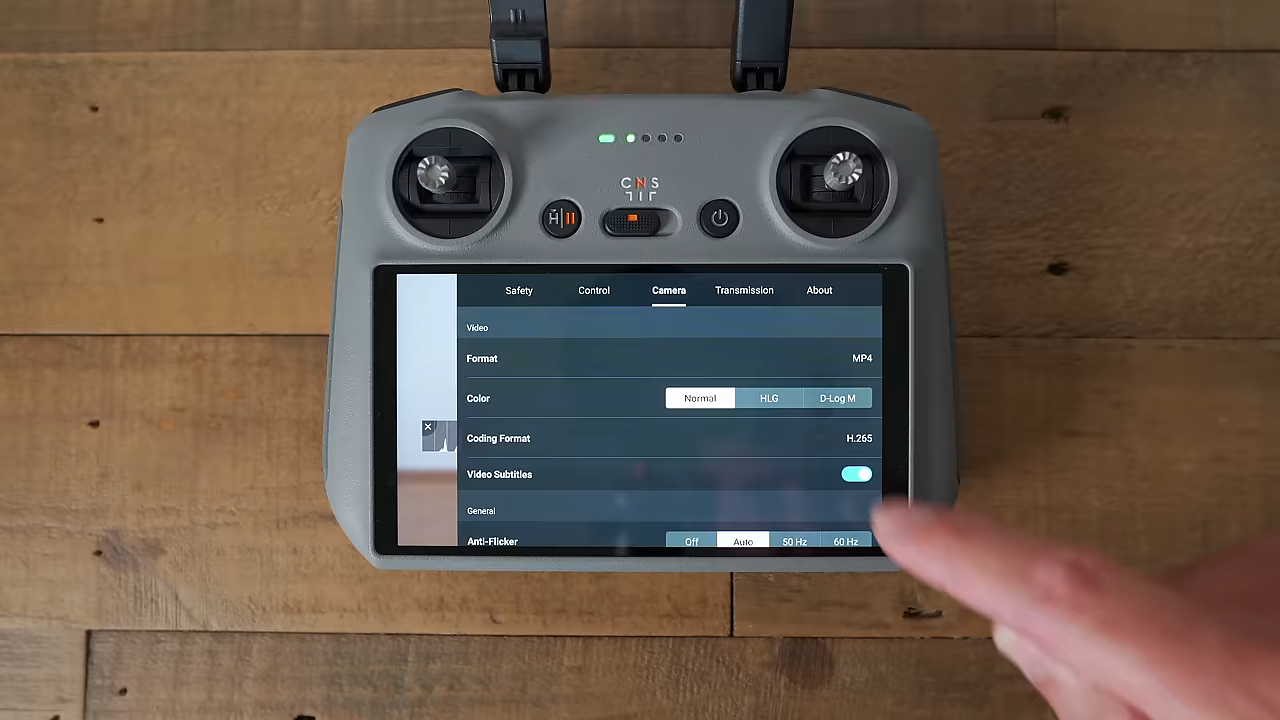 C N S
H
Safety Control Camera Transmission About
Video
Format MP4
Color Normal HLG D-Log M
Coding Format H.265
Video Subtitles
General
Anti-Flicker Off Auto 50 Hz 60 Hz